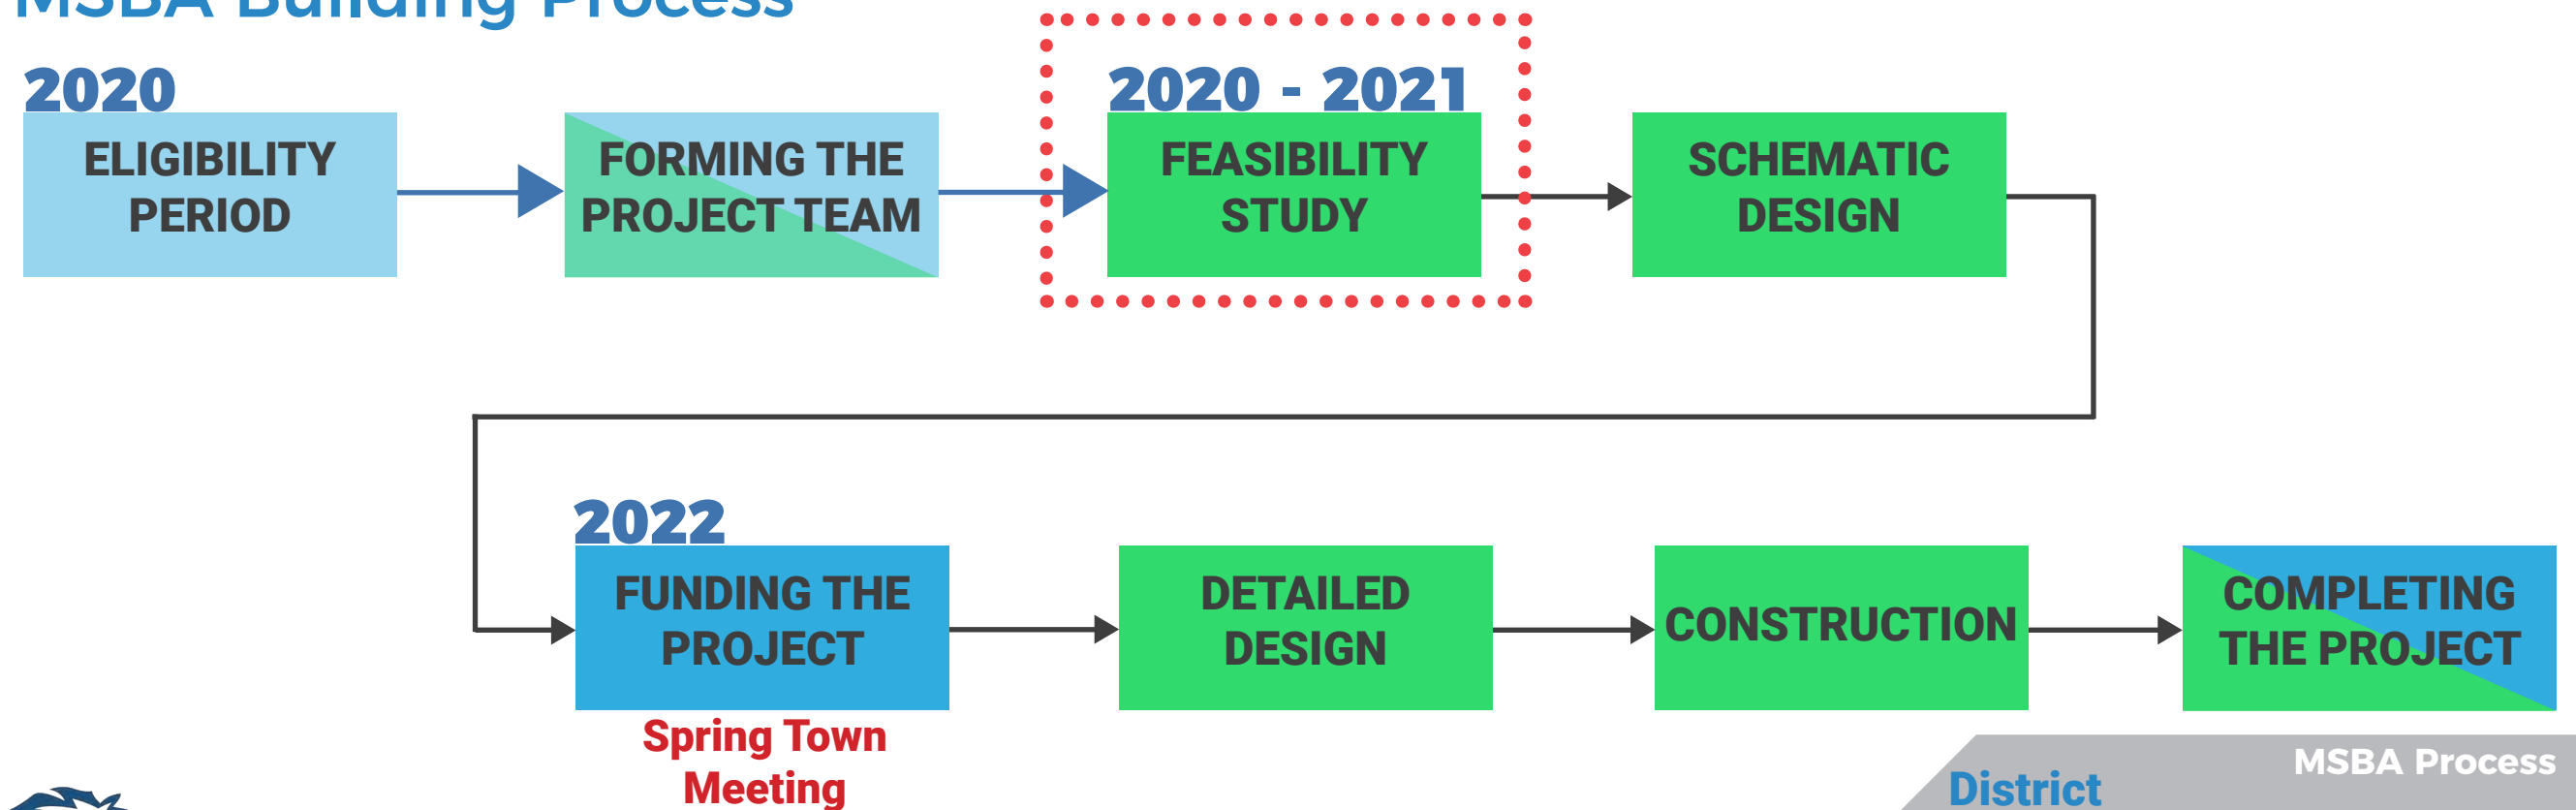 MSBA Building Process
2020
ELIGIBILITY
PERIOD
FORMING THE
PROJECT TEAM
2020 - 2021
FEASIBILITY
STUDY
SCHEMATIC
DESIGN
2022
FUNDING THE
PROJECT
Spring Town
Meeting
DETAILED
DESIGN
CONSTRUCTION
COMPLETING
THE PROJECT
MSBA Process
District